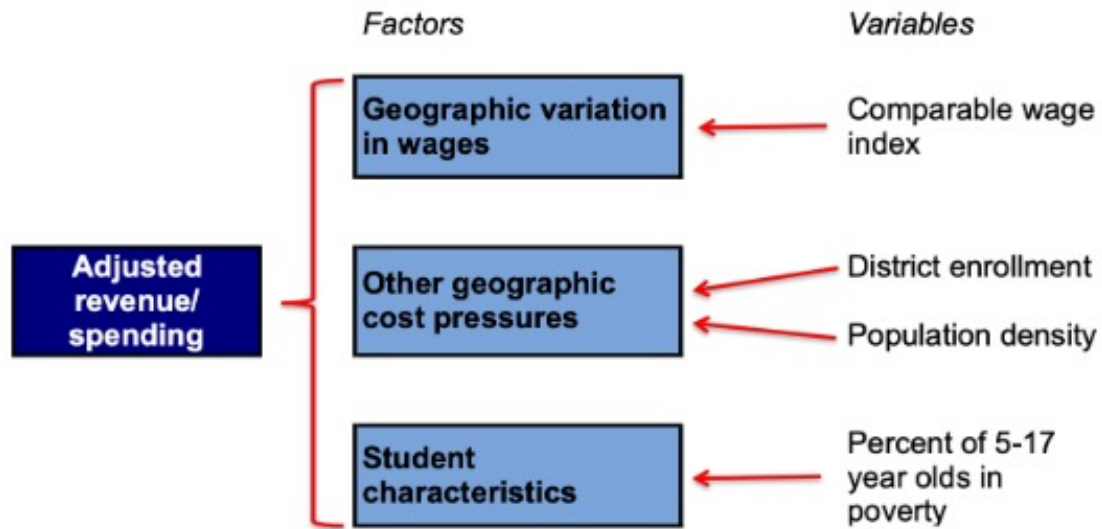 Factors
Variables
Geographic variation
in wages
Comparable wage
index
Adjusted
revenue/
spending
Other geographic
cost pressures
District enrollment
Population density
Student
characteristics
Percent of 5-17
year olds in
poverty